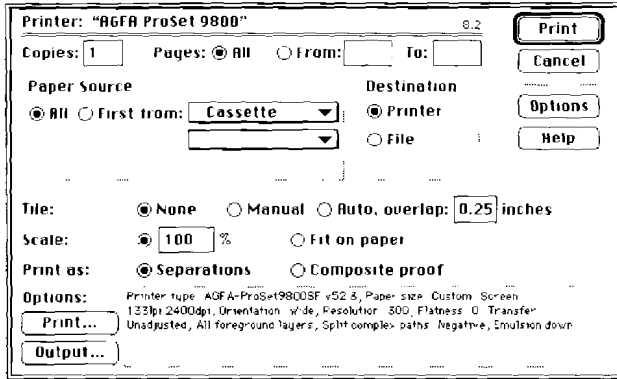 Printer: "AGFA ProSet 9800" 8.2 Print
Copies: 1 Pages: All From: To: Cancel
Paper Source Destination
All First from: Cassette Printer Options
File Help
Tile: None Manual Auto, overlap: 0.25 inches
Scale: 100 % Fit on paper
Print as: Separations Composite proof
Options: Printer type AGFA-ProSet9800SF v52.3, Paper size Custom Screen
Print... 133lpi 2400dpi, Orientation Wide, Resolution 300, Flatness 0 Transfer
Unadjusted, All foreground layers, Split complex paths Negative, Emulsion down
Output...